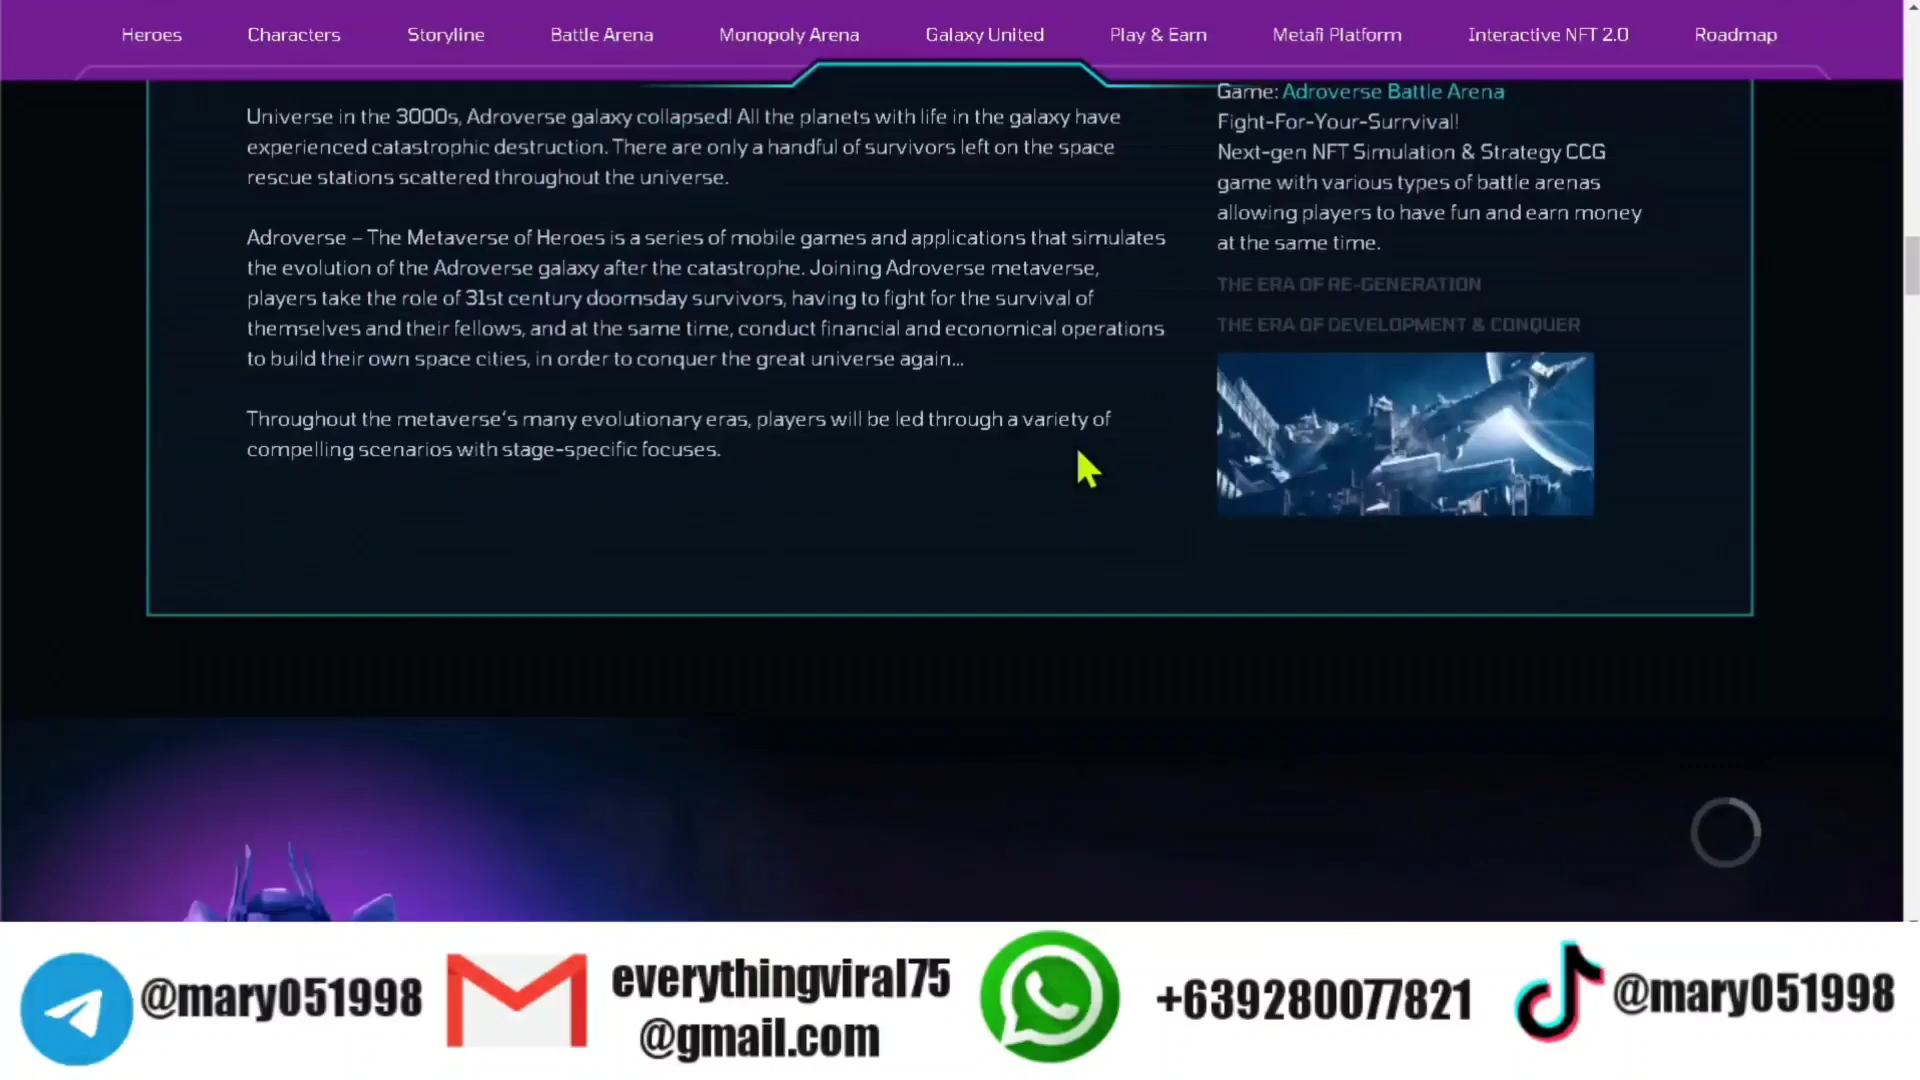 Heroes Characters Storyline Battle Arena Monopoly Arena Galaxy United Play & Earn Metafi Platform Interactive NFT 2.0 Roadmap
Universe in the 3000s, Adroverse galaxy collapsed! All the planets with life in the galaxy have
experienced catastrophic destruction. There are only a handful of survivors left on the space
rescue stations scattered throughout the universe.
Adroverse – The Metaverse of Heroes is a series of mobile games and applications that simulates
the evolution of the Adroverse galaxy after the catastrophe. Joining Adroverse metaverse,
players take the role of 31st century doomsday survivors, having to fight for the survival of
themselves and their fellows, and at the same time, conduct financial and economical operations
to build their own space cities, in order to conquer the great universe again...
Throughout the metaverse's many evolutionary eras, players will be led through a variety of
compelling scenarios with stage-specific focuses.
Game: Adroverse Battle Arena
Fight-For-Your-Surrvival!
Next-gen NFT Simulation & Strategy CCG
game with various types of battle arenas
allowing players to have fun and earn money
at the same time.
THE ERA OF RE-GENERATION
THE ERA OF DEVELOPMENT & CONQUER
@mary051998
everythingviral75
@gmail.com
+639280077821
@mary051998